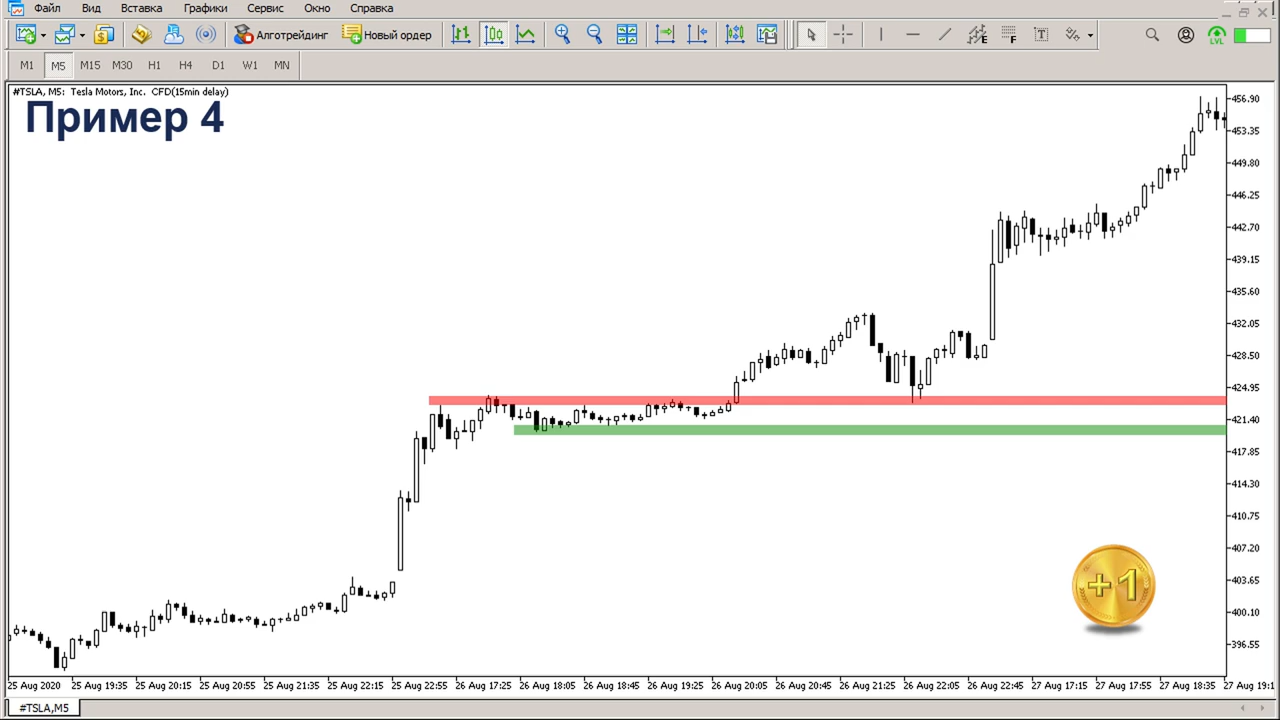 Файл Вид Вставка Графики Сервис Окно Справка
Алготрейдинг Новый ордер E F T LVL
M1 M5 M15 M30 H1 H4 D1 W1 MN
#TSLA, M5: Tesla Motors, Inc. CFD(15min delay)
Пример 4
456.90
453.35
449.80
446.25
442.70
439.15
435.60
432.05
428.50
424.95
421.40
417.85
414.30
410.75
407.20
403.65
400.10
396.55
+1
25 Aug 2020 25 Aug 19:35 25 Aug 20:15 25 Aug 20:55 25 Aug 21:35 25 Aug 22:15 25 Aug 22:55 26 Aug 17:25 26 Aug 18:05 26 Aug 18:45 26 Aug 19:25 26 Aug 20:05 26 Aug 20:45 26 Aug 21:25 26 Aug 22:05 26 Aug 22:45 27 Aug 17:15 27 Aug 17:55 27 Aug 18:35 27 Aug 19:1
#TSLA,M5